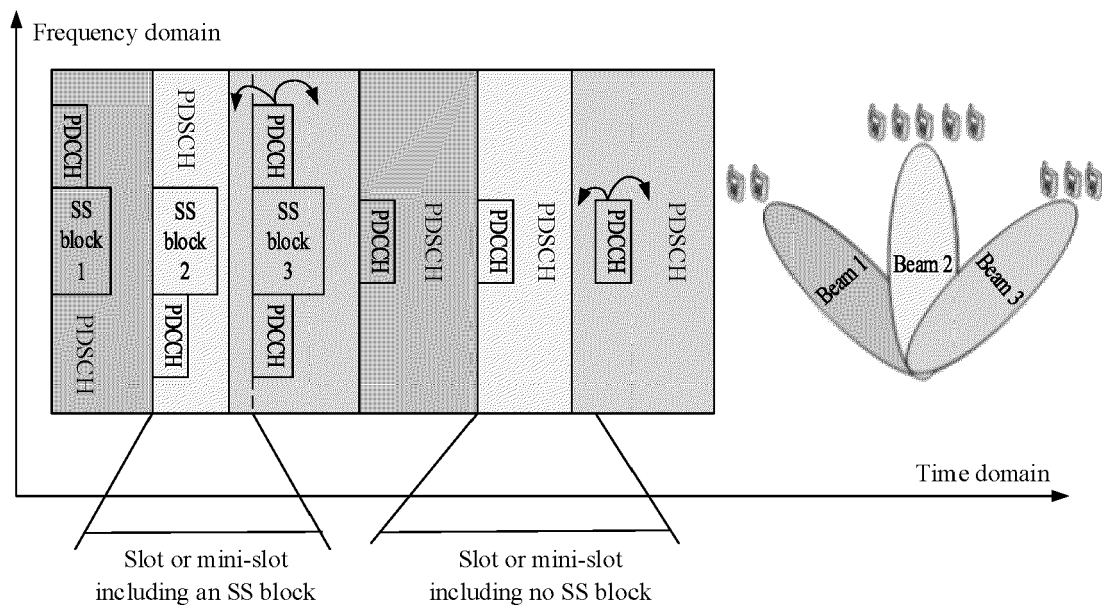 Frequency domain
PDCCH
SS
block
1
PDSCH
PDSCH
SS
block
2
PDCCH
PDCCH
SS
block
3
PDCCH
PDCCH
PDSCH
PDCCH
PDSCH
PDCCH
PDSCH
Beam 1
Beam 2
Beam 3
Time domain
Slot or mini-slot
including an SS block
Slot or mini-slot
including no SS block